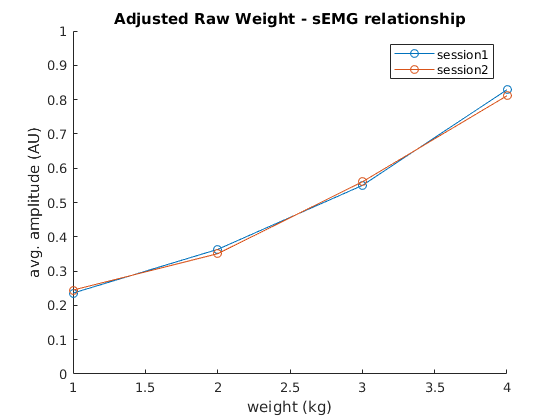 Adjusted Raw Weight - sEMG relationship
session1
session2
avg. amplitude (AU)
1
0.9
0.8
0.7
0.6
0.5
0.4
0.3
0.2
0.1
0
1 1.5 2 2.5 3 3.5 4
weight (kg)